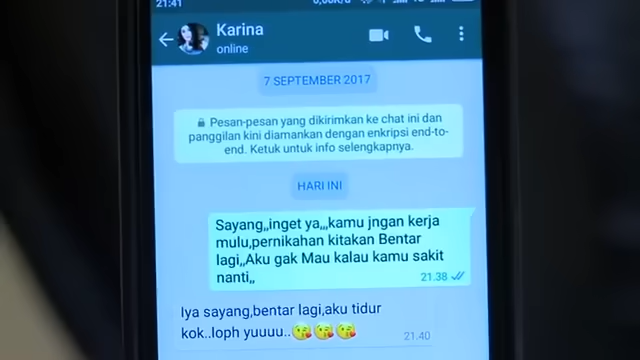 21:41
Karina
online
7 SEPTEMBER 2017
Pesan-pesan yang dikirimkan ke chat ini dan
panggilan kini diamankan dengan enkripsi end-to-
end. Ketuk untuk info selengkapnya.
HARI INI
Sayang,,inget ya,,,kamu jngan kerja
mulu,pernikahan kitakan Bentar
lagi,,Aku gak Mau kalau kamu sakit
nanti,,
21.38
Iya sayang,bentar lagi,aku tidur
kok..loph yuuuu..😘😘😘
21.40